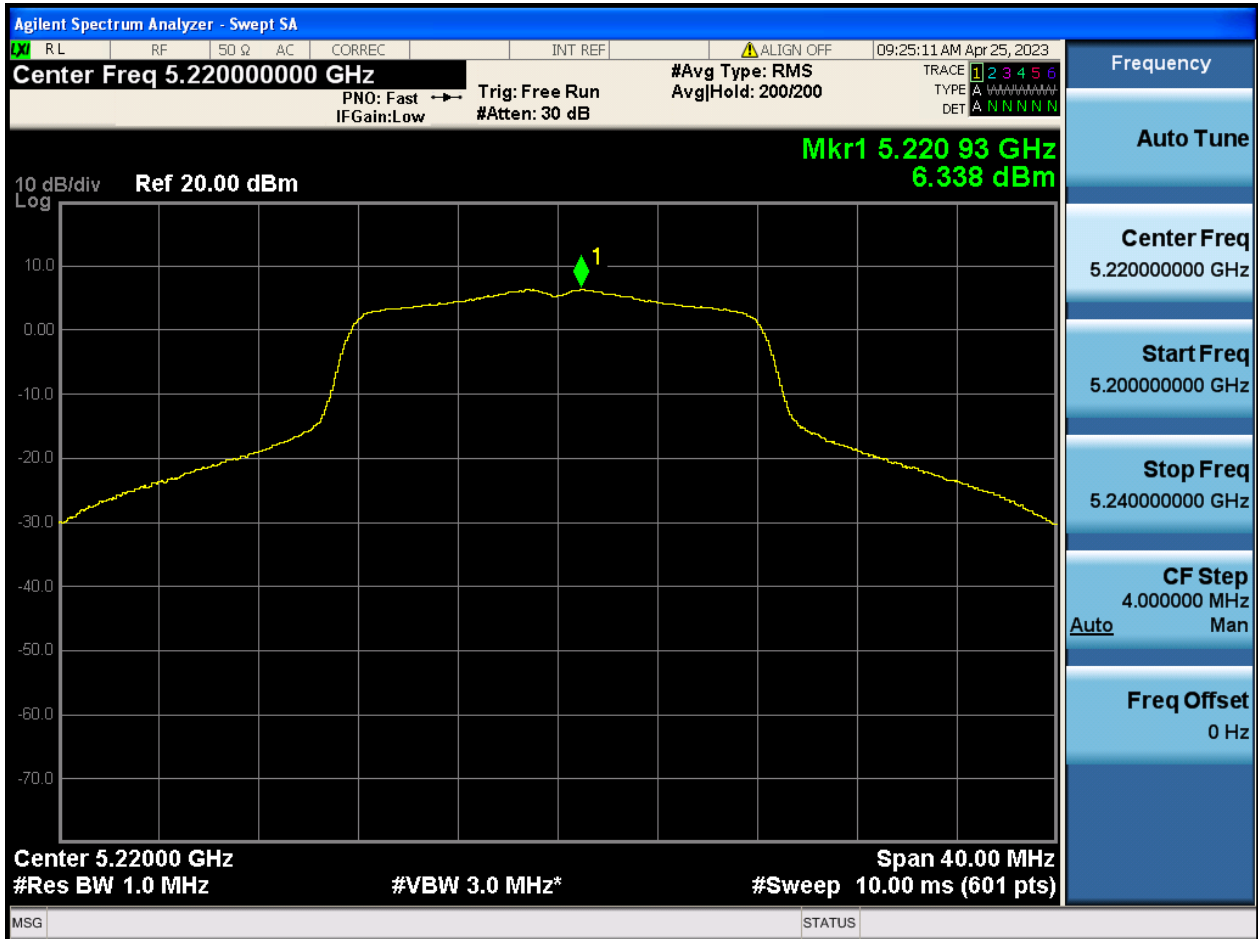 Agilent Spectrum Analyzer - Swept SA
LXI RL RF 50 Ω AC CORREC INT REF ALIGN OFF 09:25:11 AM Apr 25, 2023
Center Freq 5.220000000 GHz
PNO: Fast
IFGain:Low
Trig: Free Run
#Atten: 30 dB
#Avg Type: RMS
Avg|Hold: 200/200
TRACE 1 2 3 4 5 6
TYPE A WWWWWWW
DET A N N N N N
Mkr1 5.220 93 GHz
6.338 dBm
10 dB/div Ref 20.00 dBm
Log
1
10.0
0.00
-10.0
-20.0
-30.0
-40.0
-50.0
-60.0
-70.0
Center 5.22000 GHz Span 40.00 MHz
#Res BW 1.0 MHz #VBW 3.0 MHz* #Sweep 10.00 ms (601 pts)
MSG STATUS
Frequency
Auto Tune
Center Freq
5.220000000 GHz
Start Freq
5.200000000 GHz
Stop Freq
5.240000000 GHz
CF Step
4.000000 MHz
Auto Man
Freq Offset
0 Hz